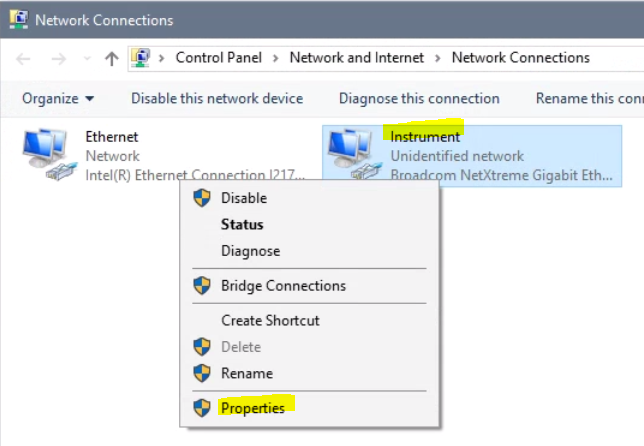 Network Connections
Control Panel > Network and Internet > Network Connections
Organize Disable this network device Diagnose this connection Rename this con
Ethernet
Network
Intel(R) Ethernet Connection I217...
Instrument
Unidentified network
Broadcom NetXtreme Gigabit Eth...
Disable
Status
Diagnose
Bridge Connections
Create Shortcut
Delete
Rename
Properties